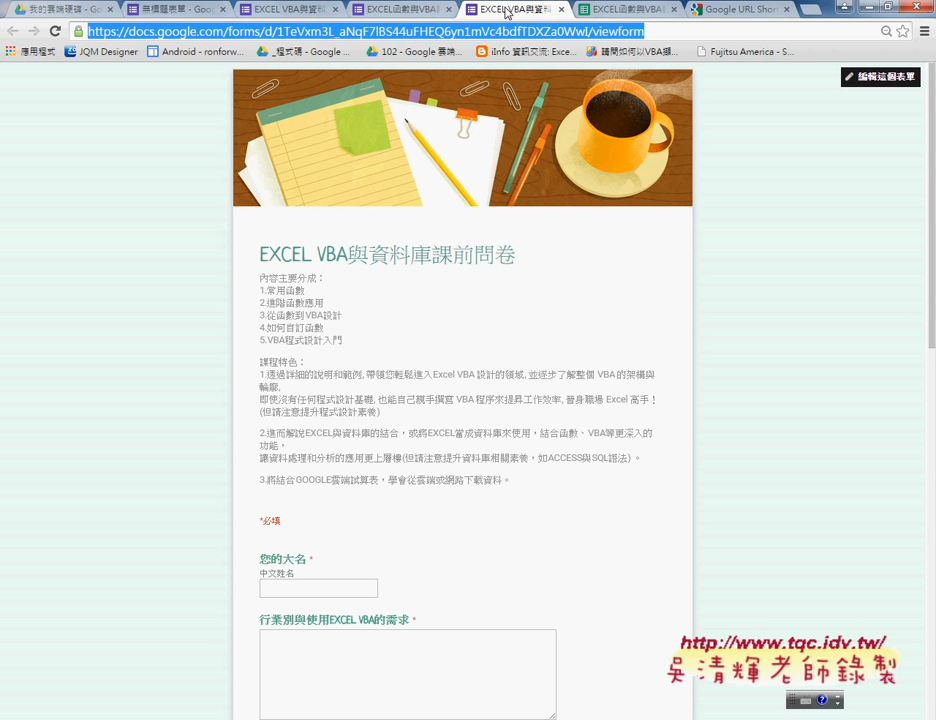 我的雲端硬碟 - Go
無標題表單 - Goo
EXCEL VBA與資料
EXCEL函數與VBA
EXCEL VBA與資料
EXCEL函數與VBA
Google URL Short
https://docs.google.com/forms/d/1TeVxm3L_aNqF7lBS44uFHEQ6yn1mVc4bdfTDXZa0WwI/viewform
應用程式
JQM Designer
Android - ronforw...
_程式碼 - Google ...
102 - Google 雲端...
iInfo 資訊交流: Exce...
請問如何以VBA擷...
Fujitsu America - S...
編輯這個表單
EXCEL VBA與資料庫課前問卷
內容主要分成：
1.常用函數
2.進階函數應用
3.從函數到VBA設計
4.如何自訂函數
5.VBA程式設計入門
課程特色：
1.透過詳細的說明和範例, 帶領您輕鬆進入Excel VBA 設計的領域, 並逐步了解整個 VBA 的架構與
輪廓,
即使沒有任何程式設計基礎, 也能自己親手撰寫 VBA 程序來提昇工作效率, 晉身職場 Excel 高手！
(但請注意提升程式設計素養)
2.進而解說EXCEL與資料庫的結合，或將EXCEL當成資料庫來使用，結合函數、VBA等更深入的
功能，
讓資料處理和分析的應用更上層樓(但請注意提升資料庫相關素養，如ACCESS與SQL語法) 。
3.將結合GOOGLE雲端試算表，學會從雲端或網路下載資料。
*必填
您的大名 *
中文姓名
行業別與使用EXCEL VBA的需求 *
http://www.tqc.idv.tw/
吳清輝老師錄製